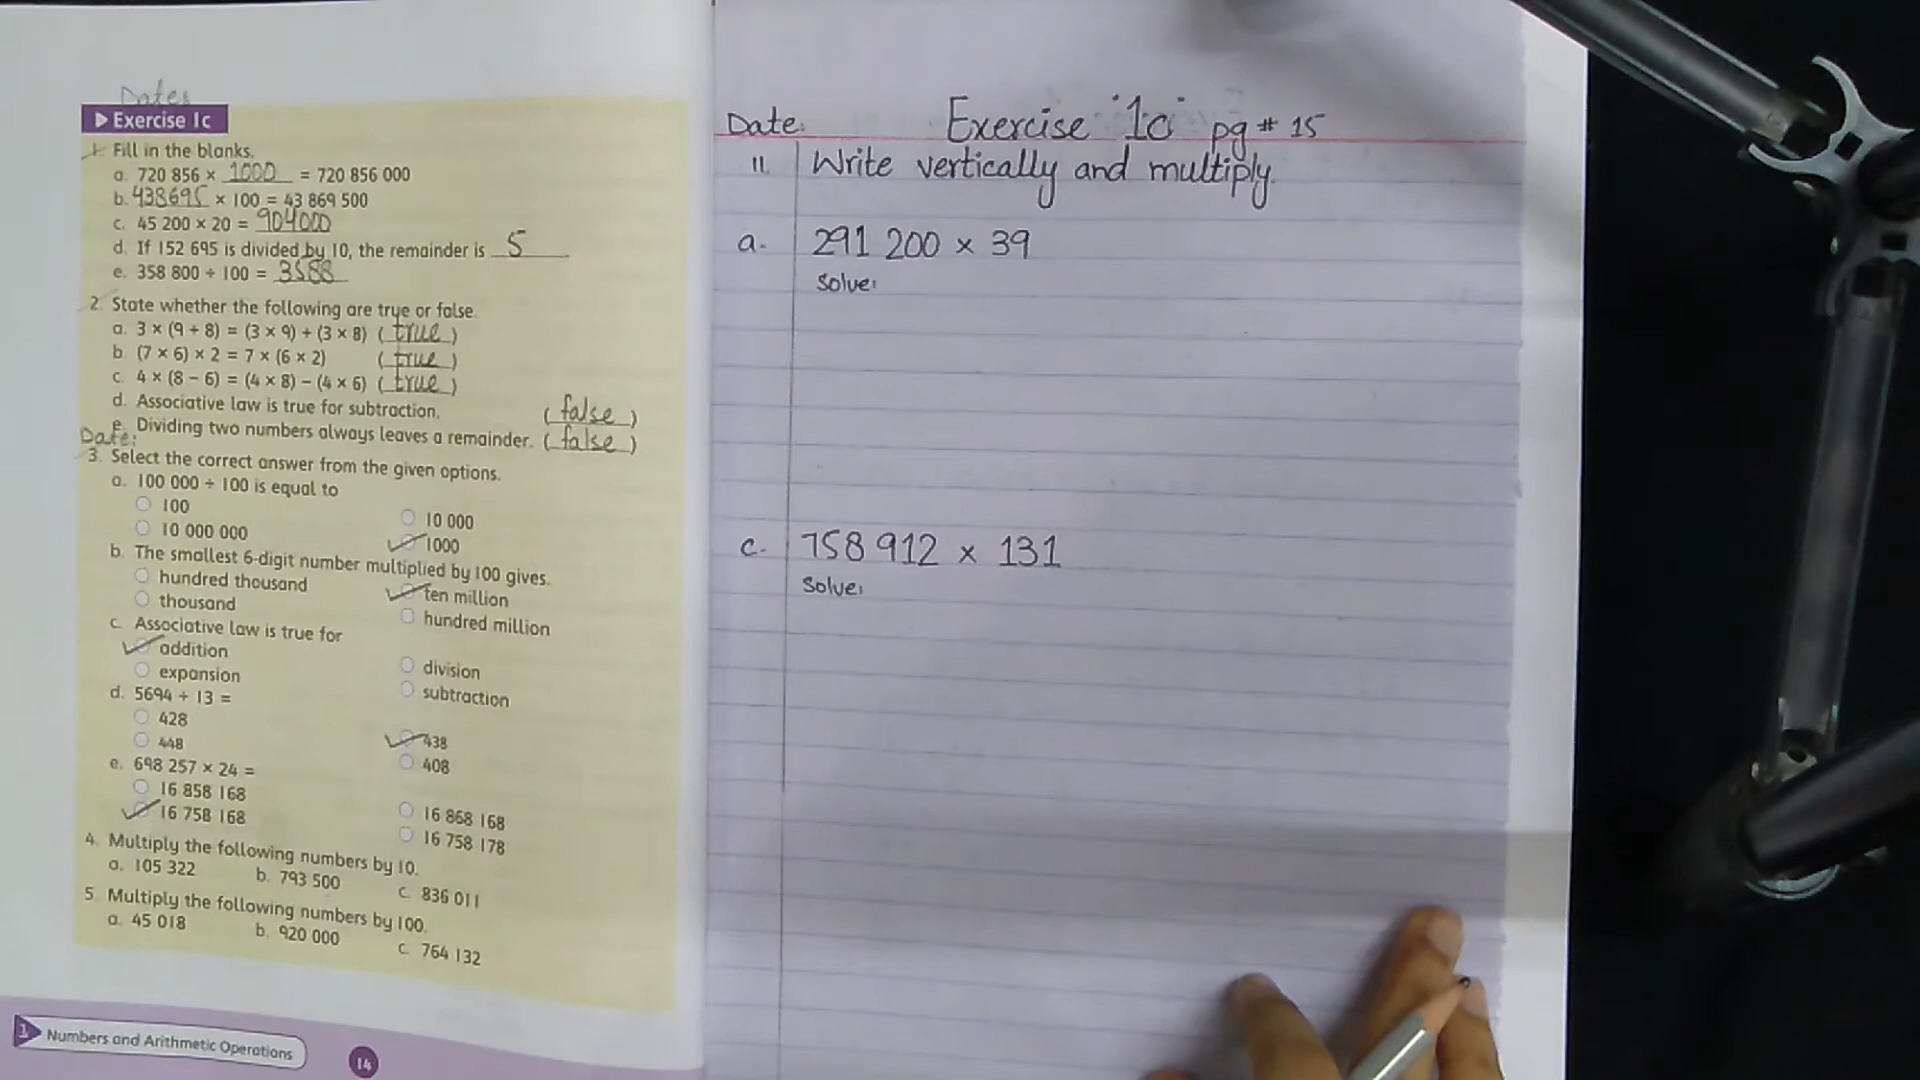 Dates
Exercise 1c
1. Fill in the blanks.
a. 720 856 × 1000 = 720 856 000
b. 438695 × 100 = 43 869 500
c. 45 200 × 20 = 904000
d. If 152 695 is divided by 10, the remainder is 5
e. 358 800 ÷ 100 = 3588
2. State whether the following are true or false.
a. 3 × (9 + 8) = (3 × 9) + (3 × 8) (true)
b. (7 × 6) × 2 = 7 × (6 × 2) (true)
c. 4 × (8 – 6) = (4 × 8) – (4 × 6) (true)
d. Associative law is true for subtraction. (false)
e. Dividing two numbers always leaves a remainder. (false)
Date:
3. Select the correct answer from the given options.
a. 100 000 ÷ 100 is equal to
100
10 000
10 000 000
1000
b. The smallest 6-digit number multiplied by 100 gives.
hundred thousand
ten million
thousand
hundred million
c. Associative law is true for
addition
division
expansion
subtraction
d. 5694 ÷ 13 =
428
438
448
408
e. 698 257 × 24 =
16 858 168
16 868 168
16 758 168
16 758 178
4. Multiply the following numbers by 10.
a. 105 322 b. 793 500 c. 836 011
5. Multiply the following numbers by 100.
a. 45 018 b. 920 000 c. 764 132
1 Numbers and Arithmetic Operations
14
Date: Exercise "1c" pg # 15
11. Write vertically and multiply.
a. 291 200 × 39
Solve:
c. 758 912 × 131
Solve: